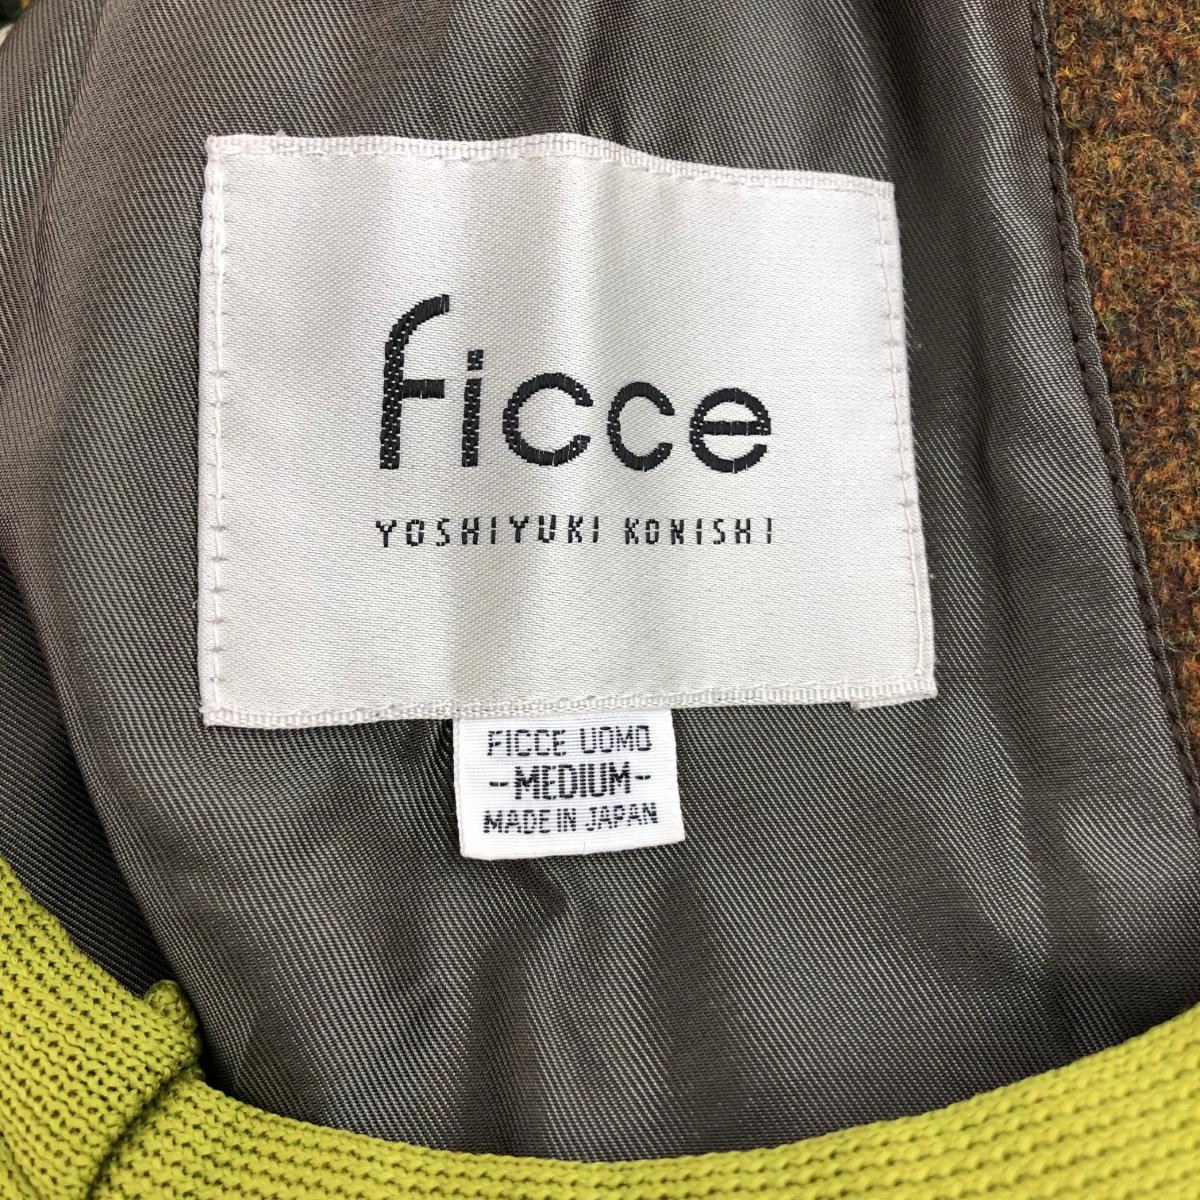 ficce
YOSHIYUKI KONISHI
FICCE UOMO
-MEDIUM-
MADE IN JAPAN